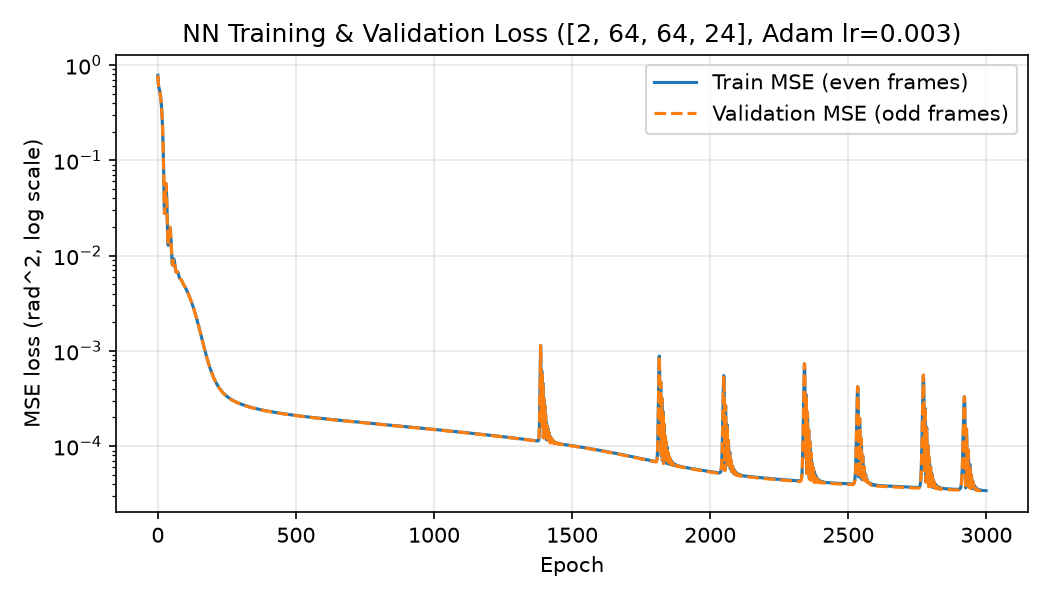 NN Training & Validation Loss ([2, 64, 64, 24], Adam lr=0.003)
Train MSE (even frames)
Validation MSE (odd frames)
MSE loss (rad^2, log scale)
10⁰
10⁻¹
10⁻²
10⁻³
10⁻⁴
0 500 1000 1500 2000 2500 3000
Epoch